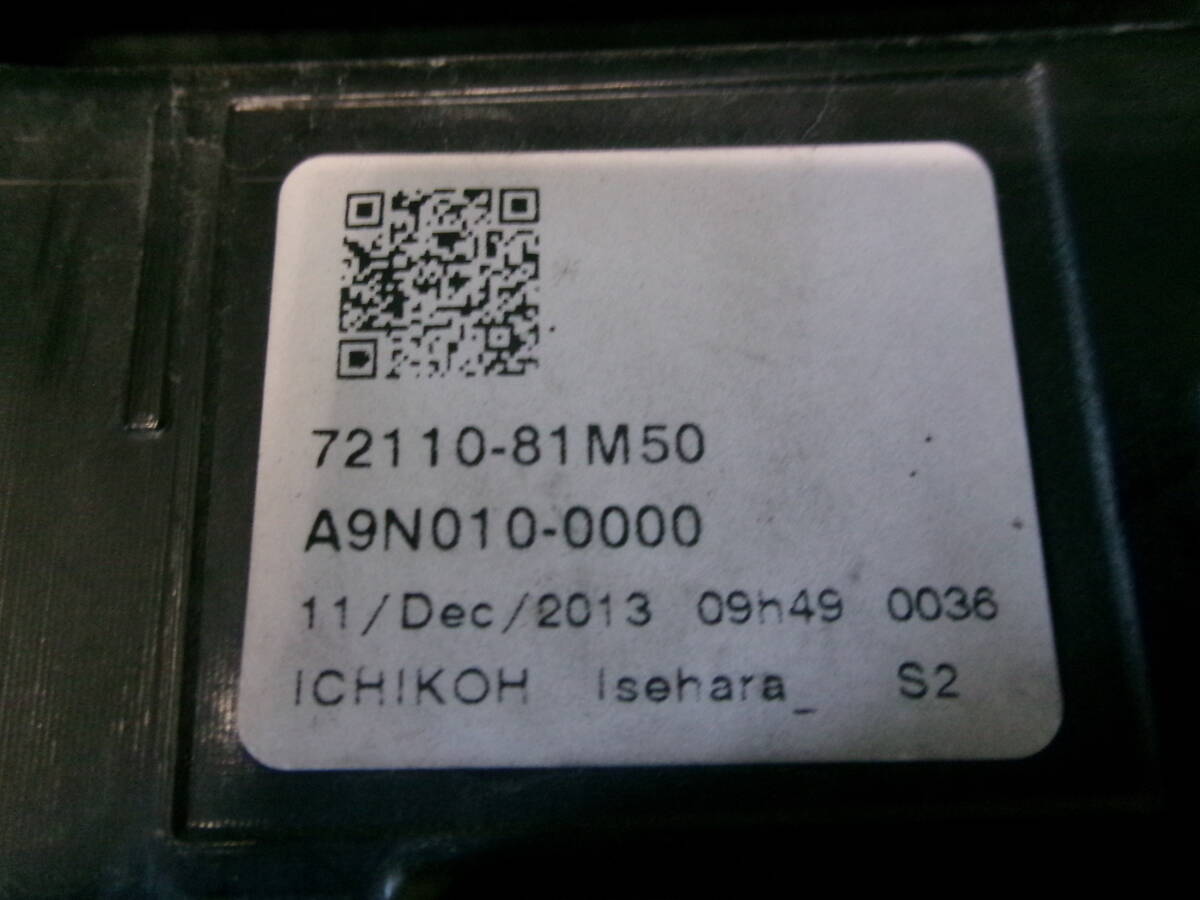 72110-81M50
A9N010-0000
11/Dec/2013 09h49 0036
ICHIKOH Isehara_ S2